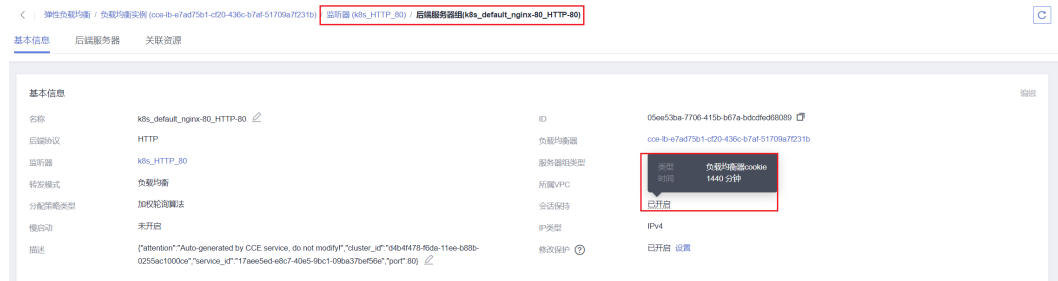 弹性负载均衡 / 负载均衡实例 (cce-lb-e7ad75b1-cf20-436c-b7af-51709a7f231b) / 监听器 (k8s_HTTP_80) / 后端服务器组(k8s_default_nginx-80_HTTP-80)
基本信息 后端服务器 关联资源
基本信息 编辑
名称 k8s_default_nginx-80_HTTP-80 ID 05ee53ba-7706-415b-b67a-bdcdfed68089
后端协议 HTTP 负载均衡器 cce-lb-e7ad75b1-cf20-436c-b7af-51709a7f231b
监听器 k8s_HTTP_80 服务器组类型 类型 负载均衡器cookie
转发模式 负载均衡 所属VPC 时间 1440 分钟
分配策略类型 加权轮询算法 会话保持 已开启
慢启动 未开启 IP类型 IPv4
描述 {"attention":"Auto-generated by CCE service, do not modify!","cluster_id":"d4b4f478-f6da-11ee-b88b- 修改保护 已开启 设置
0255ac1000ce","service_id":"17aee5ed-e8c7-40e5-9bc1-09ba37bef56e","port":80}